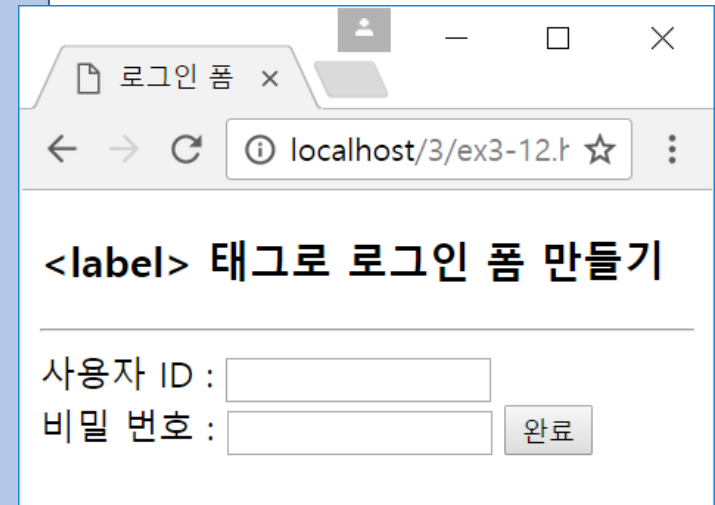 로그인 폼
localhost/3/ex3-12.h
<label> 태그로 로그인 폼 만들기
사용자 ID :
비밀 번호 :
완료